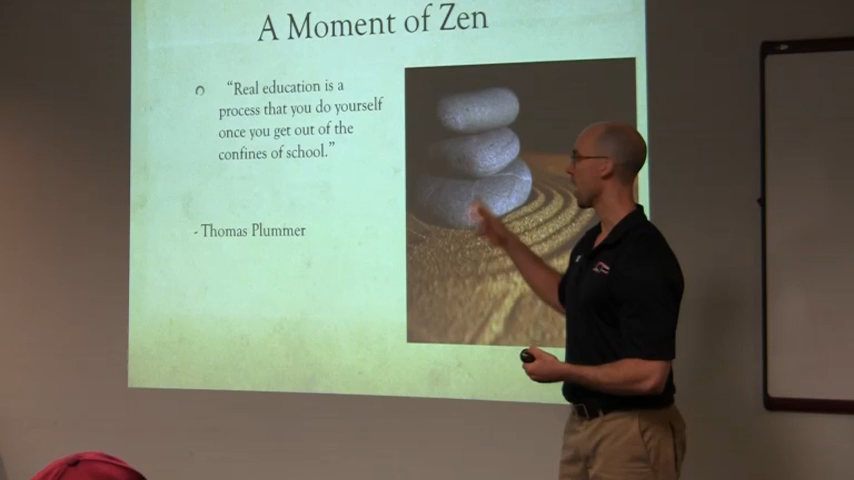 A Moment of Zen
“Real education is a
process that you do yourself
once you get out of the
confines of school.”
- Thomas Plummer